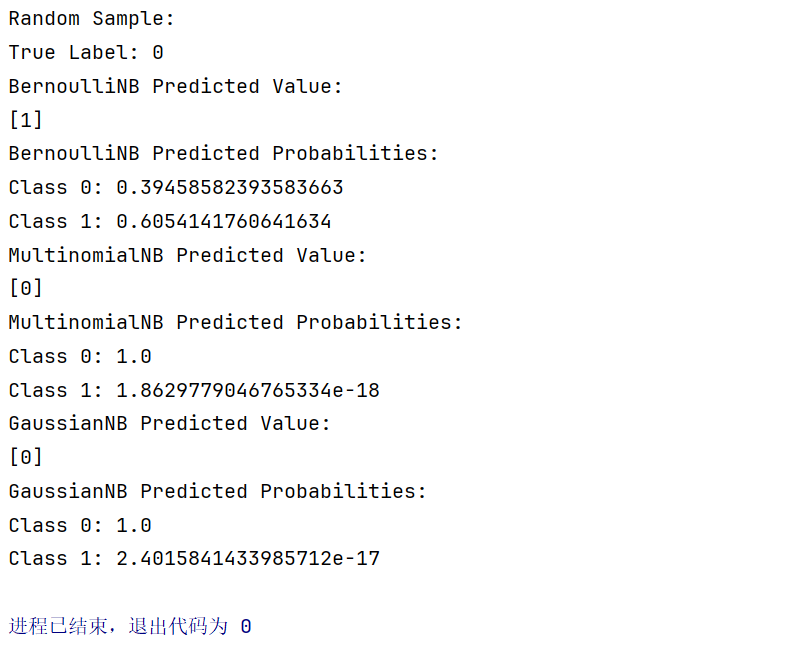 Random Sample:
True Label: 0
BernoulliNB Predicted Value:
[1]
BernoulliNB Predicted Probabilities:
Class 0: 0.39458582393583663
Class 1: 0.6054141760641634
MultinomialNB Predicted Value:
[0]
MultinomialNB Predicted Probabilities:
Class 0: 1.0
Class 1: 1.8629779046765334e-18
GaussianNB Predicted Value:
[0]
GaussianNB Predicted Probabilities:
Class 0: 1.0
Class 1: 2.4015841433985712e-17
进程已结束，退出代码为 0